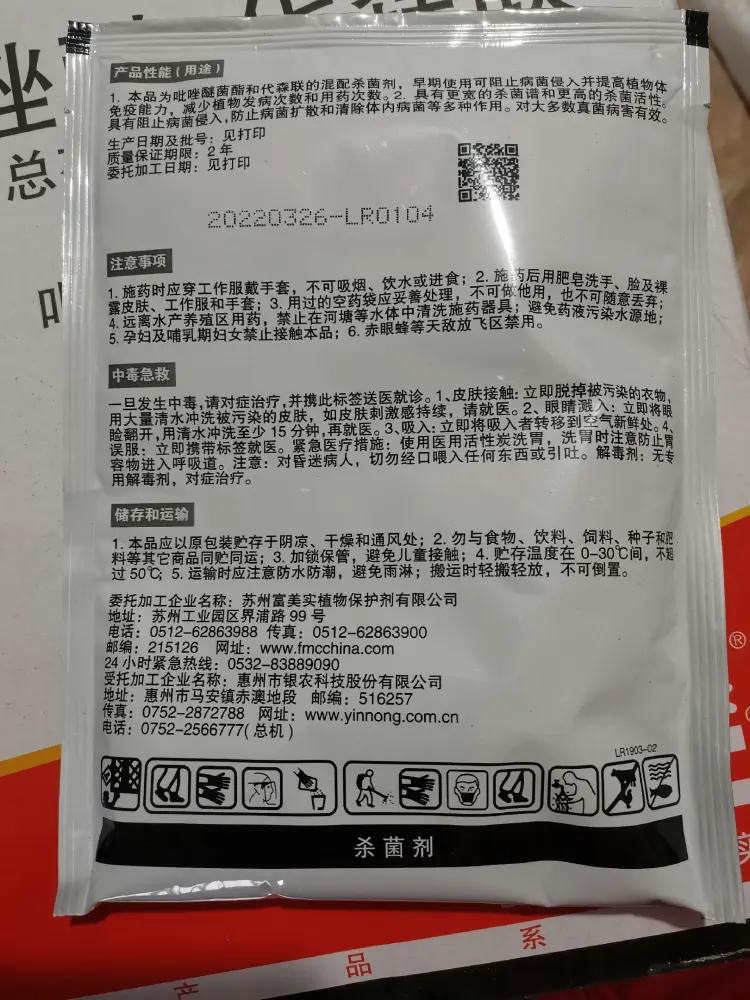 唑
总
产品性能(用途)
1. 本品为吡唑醚菌酯和代森联的混配杀菌剂，早期使用可阻止病菌侵入并提高植物体
免疫能力，减少植物发病次数和用药次数。2. 具有更宽的杀菌谱和更高的杀菌活性。
具有阻止病菌侵入,防止病菌扩散和清除体内病菌等多种作用。对大多数真菌病害有效。
生产日期及批号：见打印
质量保证期限：2年
委托加工日期：见打印
20220326-LR0104
注意事项
1. 施药时应穿工作服戴手套，不可吸烟、饮水或进食；2. 施药后用肥皂洗手、脸及裸
露皮肤、工作服和手套；3. 用过的空药袋应妥善处理，不可做他用，也不可随意丢弃；
4. 远离水产养殖区用药，禁止在河塘等水体中清洗施药器具；避免药液污染水源地；
5. 孕妇及哺乳期妇女禁止接触本品；6. 赤眼蜂等天敌放飞区禁用。
中毒急救
一旦发生中毒,请对症治疗,并携此标签送医就诊。1、皮肤接触：立即脱掉被污染的衣物，
用大量清水冲洗被污染的皮肤，如皮肤刺激感持续，请就医。2、眼睛溅入：立即将眼
睑翻开,用清水冲洗至少15分钟,再就医。3、吸入：立即将吸入者转移到空气新鲜处。4、
误服：立即携带标签就医。紧急医疗措施：使用医用活性炭洗胃，洗胃时注意防止胃
容物进入呼吸道。注意：对昏迷病人，切勿经口喂入任何东西或引吐。解毒剂：无专
用解毒剂，对症治疗。
储存和运输
1. 本品应以原包装贮存于阴凉、干燥和通风处；2. 勿与食物、饮料、饲料、种子和肥
料等其它商品同贮同运；3. 加锁保管，避免儿童接触；4. 贮存温度在0-30℃间，不超
过50℃；5. 运输时应注意防水防潮，避免雨淋；搬运时轻搬轻放，不可倒置。
委托加工企业名称：苏州富美实植物保护剂有限公司
地址：苏州工业园区界浦路99号
电话：0512-62863988 传真：0512-62863900
邮编：215126 网址：www.fmcchina.com
24小时紧急热线：0532-83889090
受托加工企业名称：惠州市银农科技股份有限公司
地址：惠州市马安镇赤澳地段 邮编：516257
传真：0752-2872788 网址：www.yinnong.com.cn
电话：0752-2566777(总机)
LR1903-02
杀菌剂
®
产品系